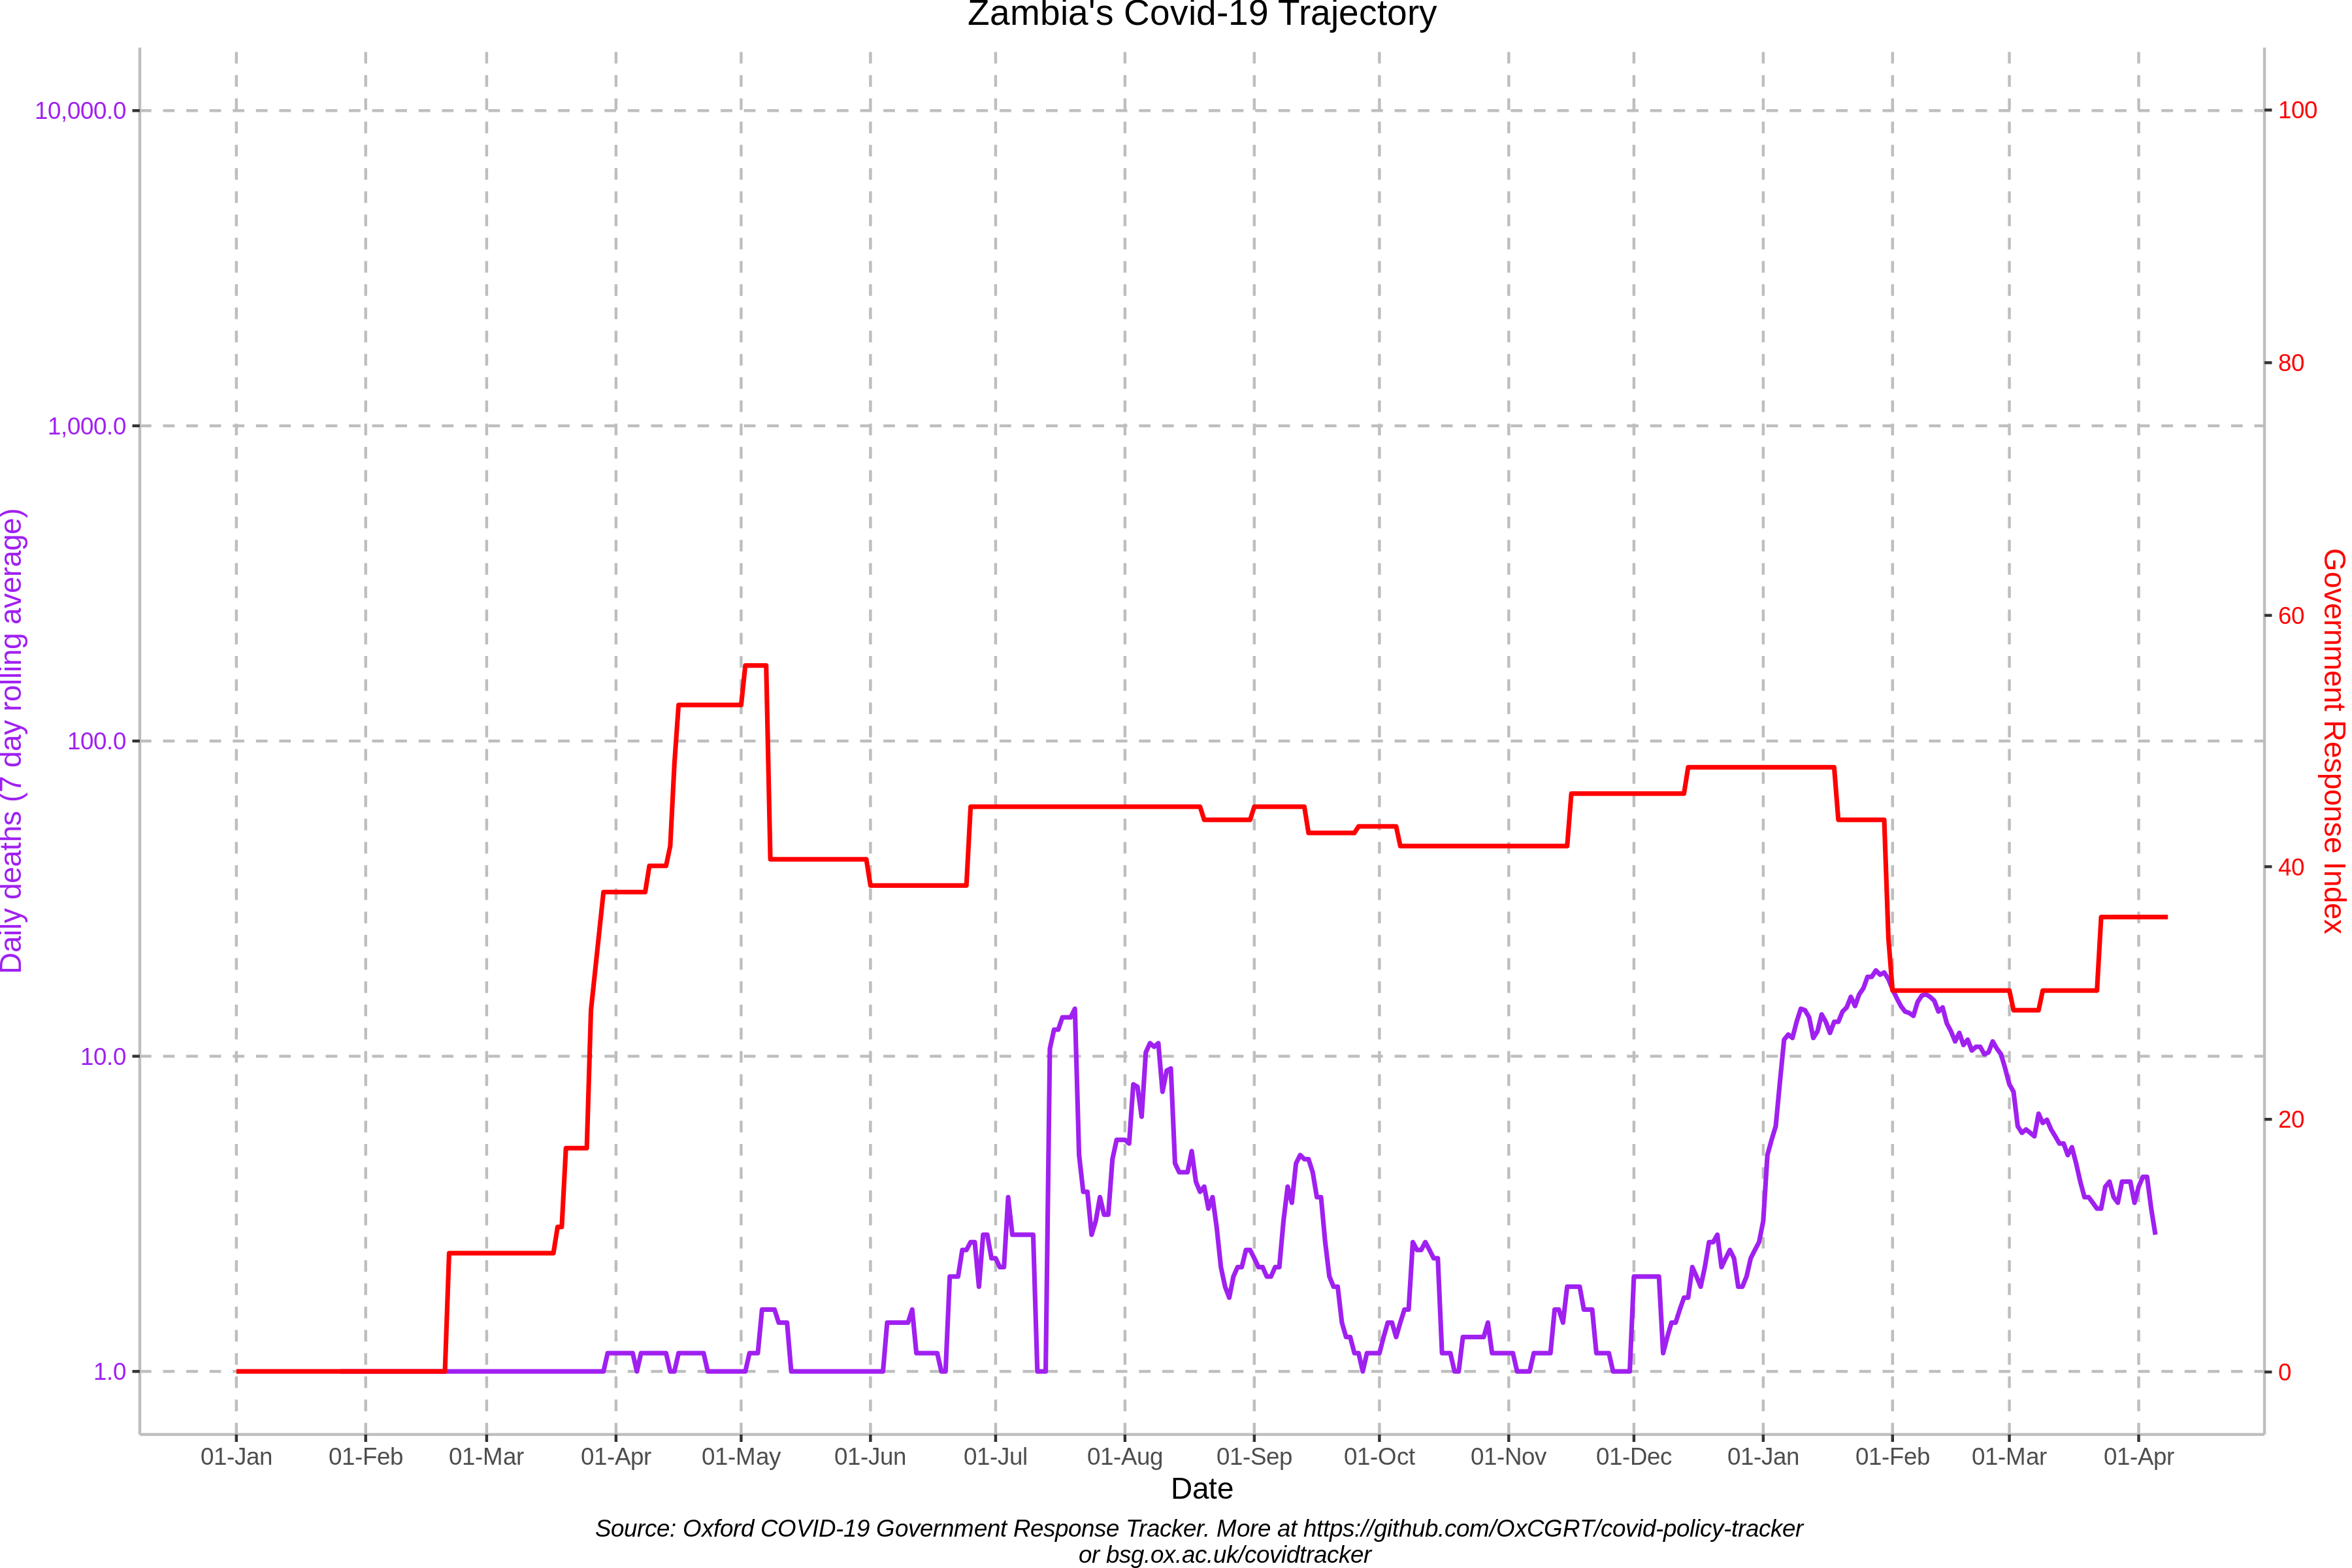 Zambia's Covid-19 Trajectory
10,000.0
1,000.0
100.0
10.0
1.0
Daily deaths (7 day rolling average)
100
80
60
40
20
0
Government Response Index
01-Jan 01-Feb 01-Mar 01-Apr 01-May 01-Jun 01-Jul 01-Aug 01-Sep 01-Oct 01-Nov 01-Dec 01-Jan 01-Feb 01-Mar 01-Apr
Date
Source: Oxford COVID-19 Government Response Tracker. More at https://github.com/OxCGRT/covid-policy-tracker
or bsg.ox.ac.uk/covidtracker